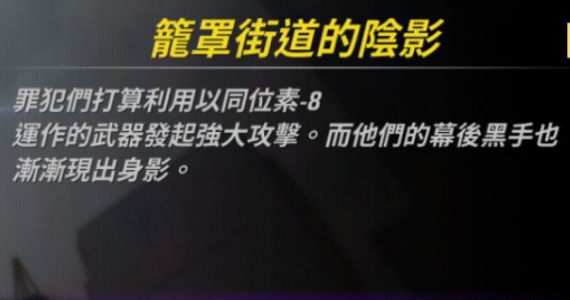 籠罩街道的陰影
罪犯們打算利用以同位素-8
運作的武器發起強大攻擊。而他們的幕後黑手也
漸漸現出身影。